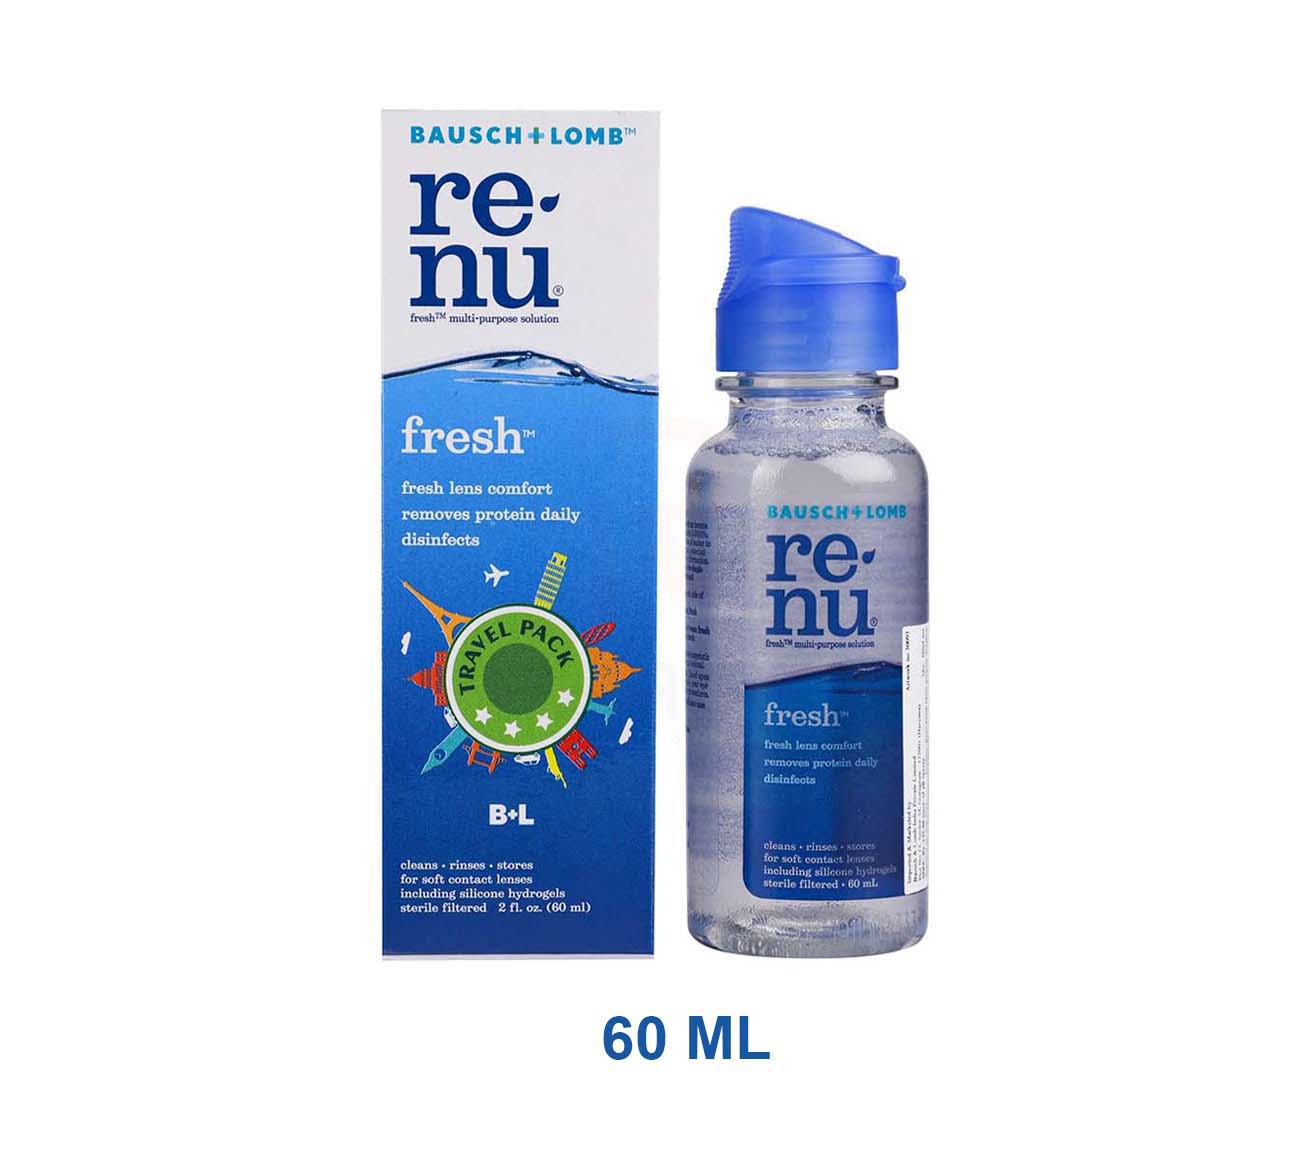 BAUSCH + LOMB™
re·
nu®
fresh™ multi-purpose solution
fresh™
fresh lens comfort
removes protein daily
disinfects
TRAVEL PACK
B+L
cleans • rinses • stores
for soft contact lenses
including silicone hydrogels
sterile filtered 2 fl. oz. (60 ml)
BAUSCH + LOMB
re·
nu®
fresh™ multi-purpose solution
fresh™
fresh lens comfort
removes protein daily
disinfects
cleans • rinses • stores
for soft contact lenses
including silicone hydrogels
sterile filtered • 60 mL
60 ML